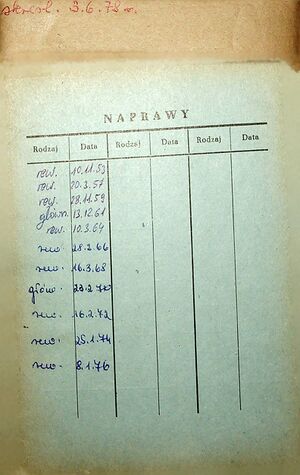 skreśl. 3.6.78 r.
NAPRAWY
Rodzaj Data Rodzaj Data Rodzaj Data
rew. 10.11.53
rew. 20.3.57
rew. 28.11.59
główn. 13.12.61
rew. 10.3.64
rew. 28.2.66
rew. 16.3.68
główn. 20.2.70
rew. 16.2.72
rew. 25.1.74
rew. 8.1.76